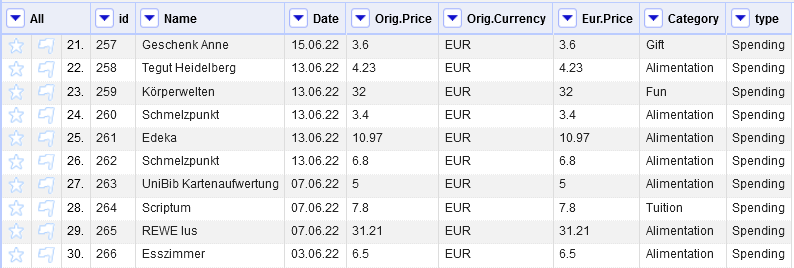 All id Name Date Orig.Price Orig.Currency Eur.Price Category type
21. 257 Geschenk Anne 15.06.22 3.6 EUR 3.6 Gift Spending
22. 258 Tegut Heidelberg 13.06.22 4.23 EUR 4.23 Alimentation Spending
23. 259 Körperwelten 13.06.22 32 EUR 32 Fun Spending
24. 260 Schmelzpunkt 13.06.22 3.4 EUR 3.4 Alimentation Spending
25. 261 Edeka 13.06.22 10.97 EUR 10.97 Alimentation Spending
26. 262 Schmelzpunkt 13.06.22 6.8 EUR 6.8 Alimentation Spending
27. 263 UniBib Kartenaufwertung 07.06.22 5 EUR 5 Alimentation Spending
28. 264 Scriptum 07.06.22 7.8 EUR 7.8 Tuition Spending
29. 265 REWE Ius 07.06.22 31.21 EUR 31.21 Alimentation Spending
30. 266 Esszimmer 03.06.22 6.5 EUR 6.5 Alimentation Spending